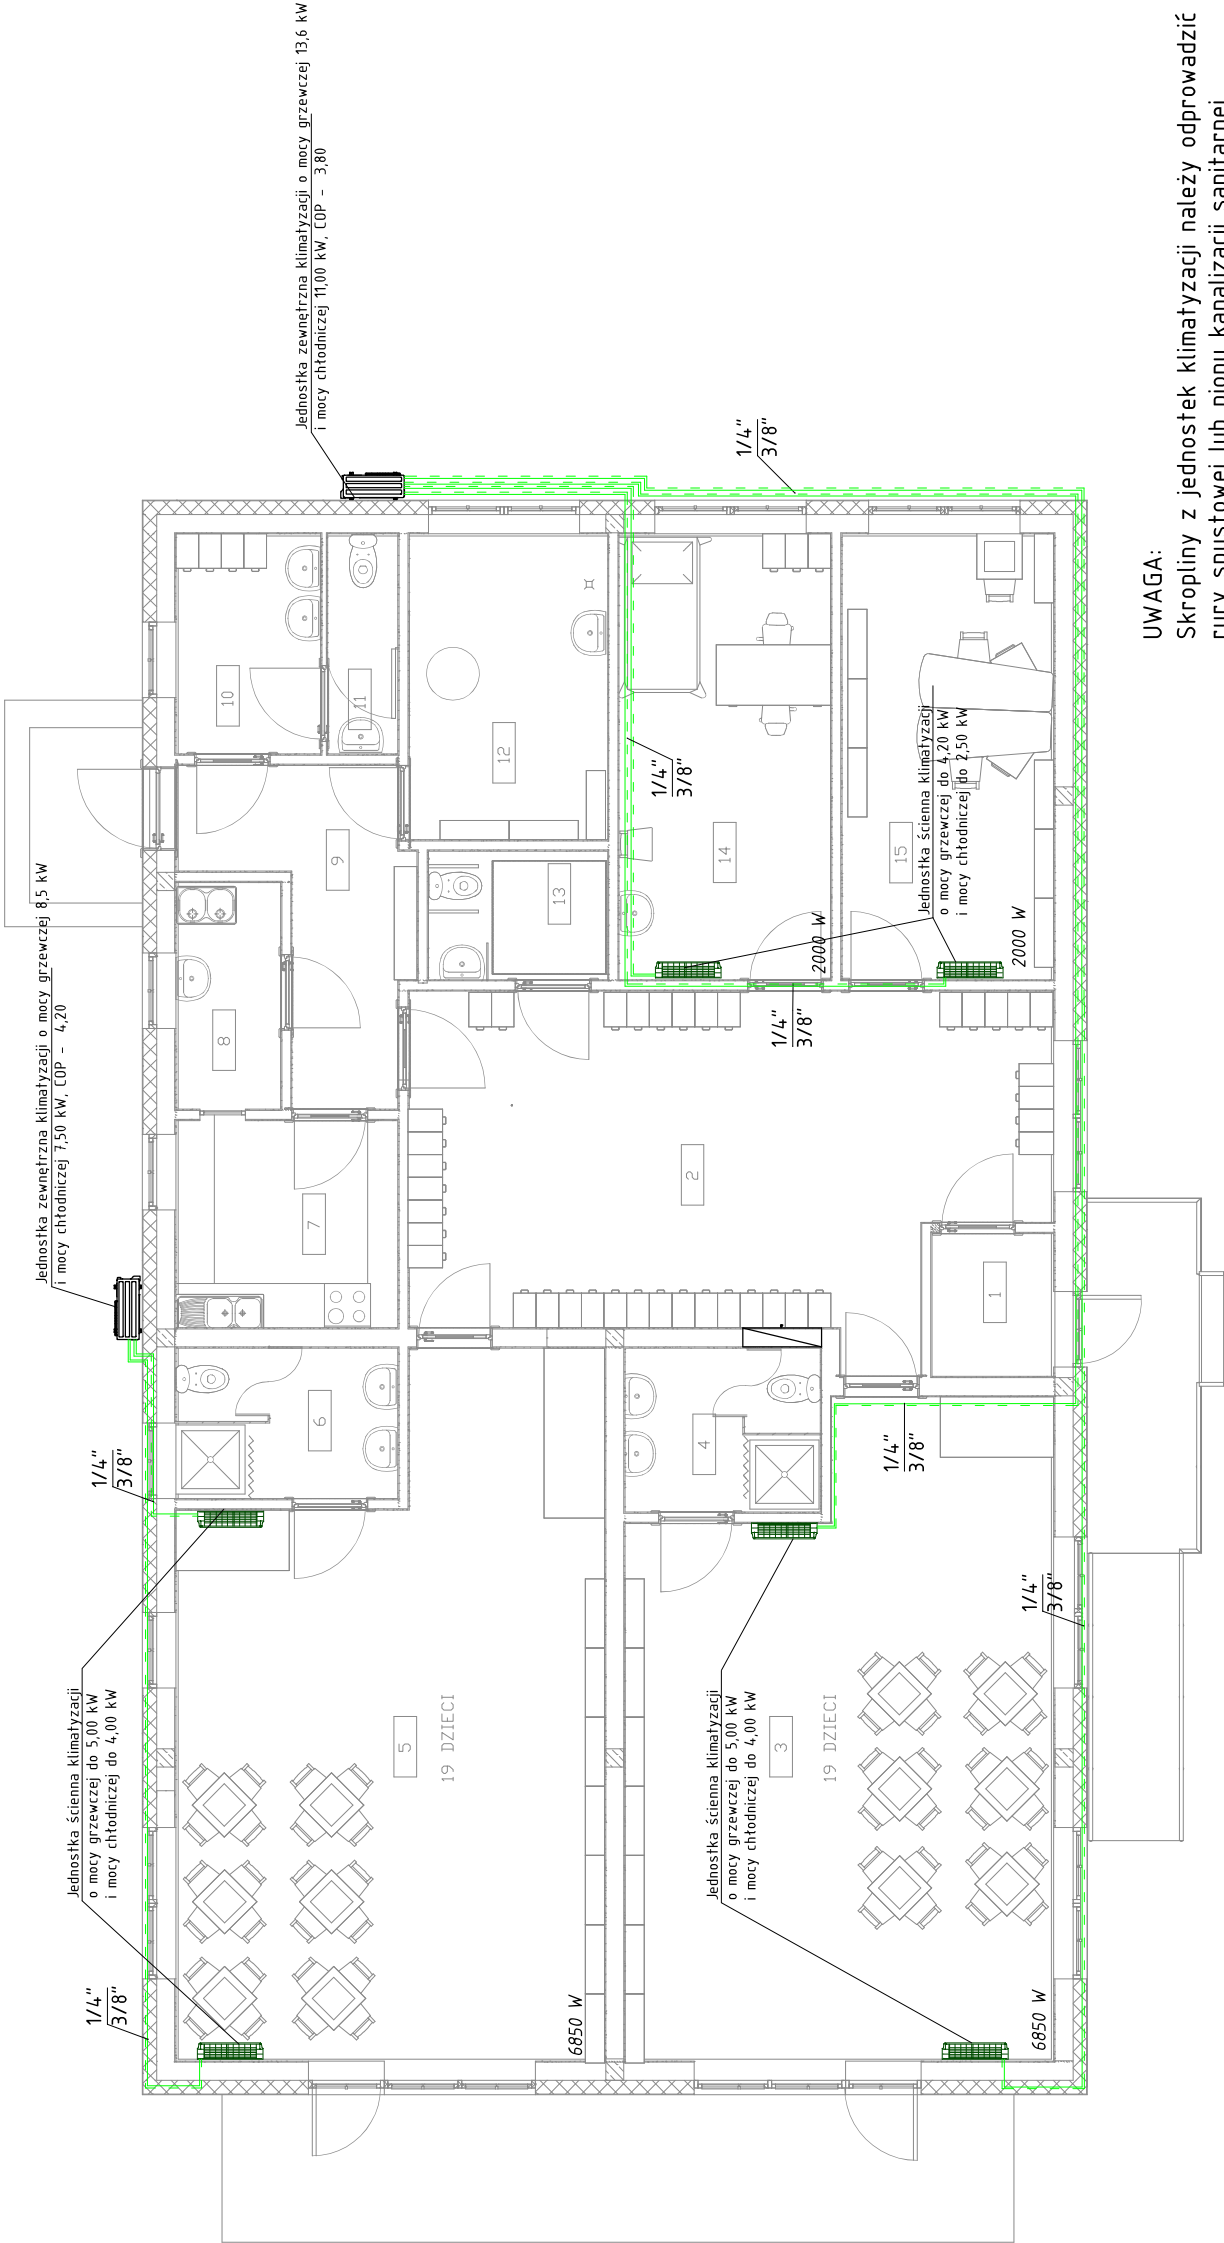 Jednostka zewnętrzna klimatyzacji o mocy grzewczej 13,6 kW
i mocy chłodniczej 11,00 kW, COP - 3,80
Jednostka zewnętrzna klimatyzacji o mocy grzewczej 8,5 kW
i mocy chłodniczej 7,50 kW, COP - 4,20
1/4"
3/8"
1/4"
3/8"
1/4"
3/8"
1/4"
3/8"
1/4"
3/8"
1/4"
3/8"
1/4"
3/8"
Jednostka ścienna klimatyzacji
o mocy grzewczej do 5,00 kW
i mocy chłodniczej do 4,00 kW
Jednostka ścienna klimatyzacji
o mocy grzewczej do 5,00 kW
i mocy chłodniczej do 4,00 kW
Jednostka ścienna klimatyzacji
o mocy grzewczej do 4,20 kW
i mocy chłodniczej do 2,50 kW
10
11
12
9
8
13
14
15
7
2
1
6
4
5
19 DZIECI
3
19 DZIECI
2000 W
2000 W
6850 W
6850 W
UWAGA:
Skropliny z jednostek klimatyzacji należy odprowadzić
rury spustowej lub pionu kanalizacji sanitarnej